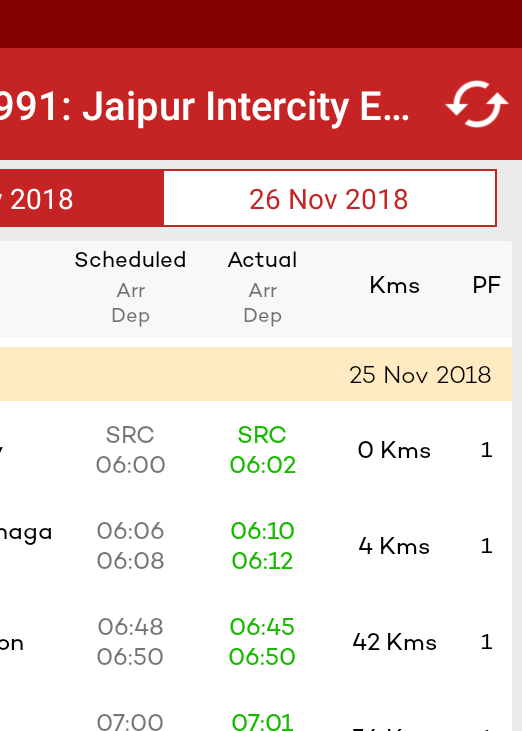 991: Jaipur Intercity E...
2018 26 Nov 2018
Scheduled Actual
Arr Arr Kms PF
Dep Dep
25 Nov 2018
SRC SRC
0 Kms 1
06:00 06:02
naga 06:06 06:10
4 Kms 1
06:08 06:12
06:48 06:45
on 42 Kms 1
06:50 06:50
07:00 07:01